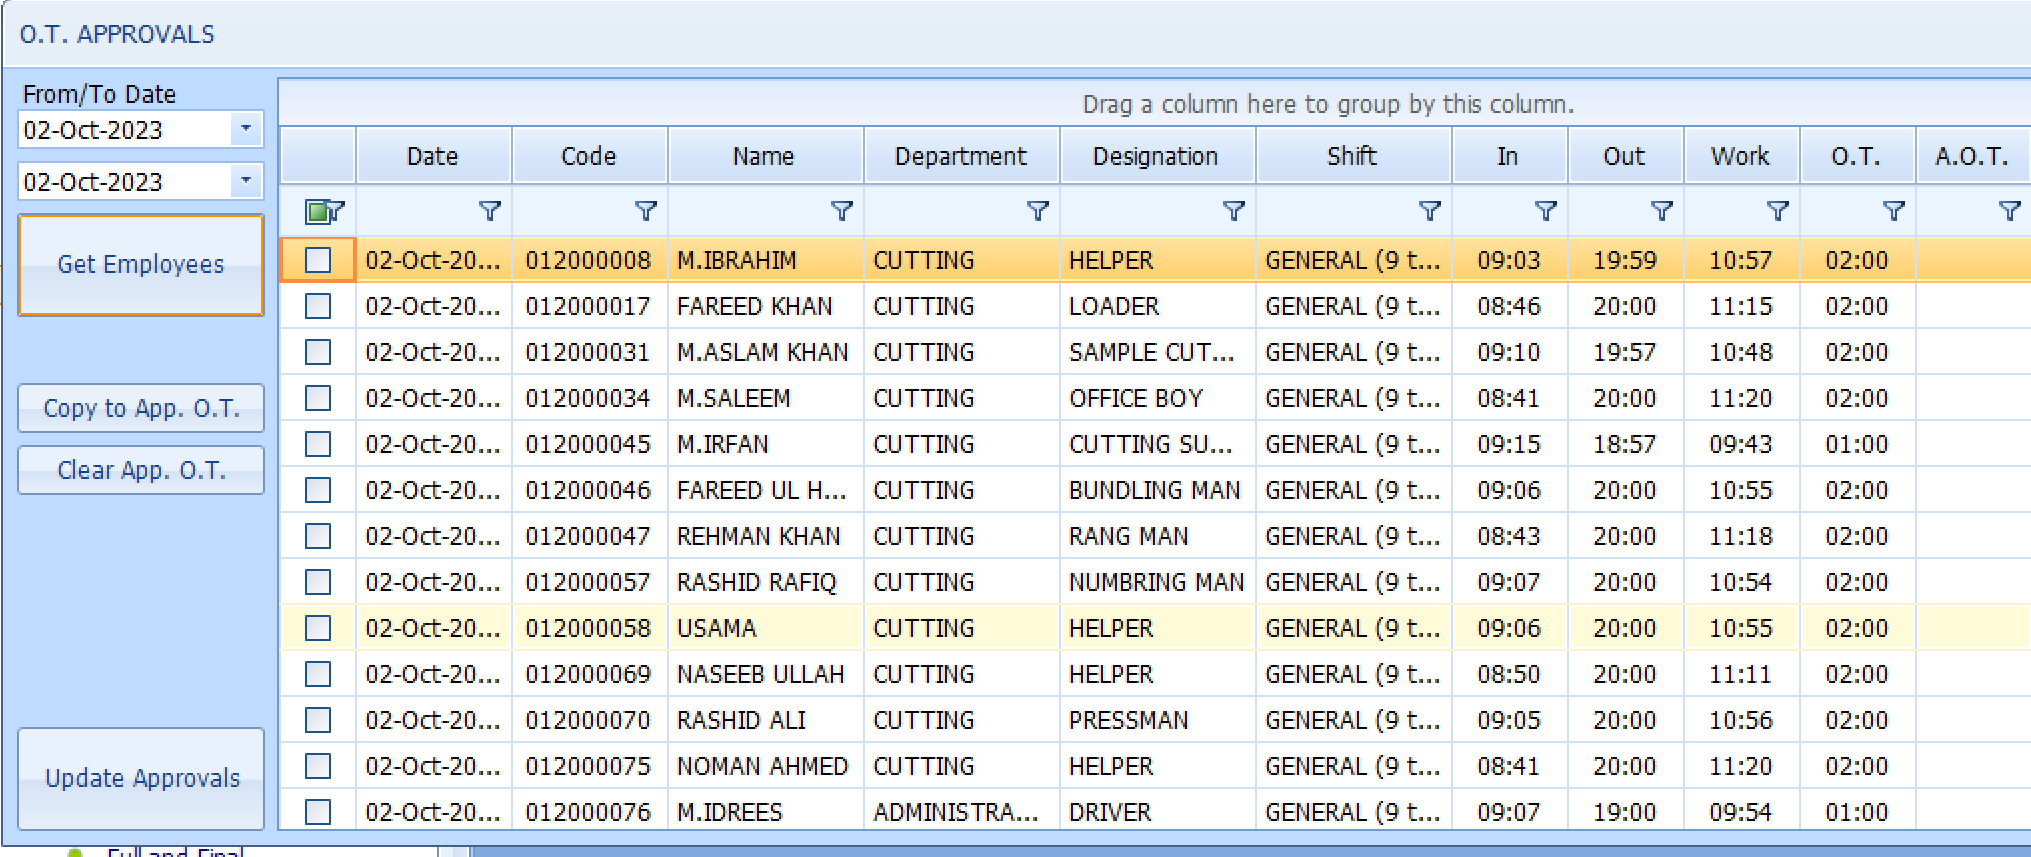 O.T. APPROVALS
From/To Date
02-Oct-2023
02-Oct-2023
Get Employees
Copy to App. O.T.
Clear App. O.T.
Update Approvals
Drag a column here to group by this column.
Date Code Name Department Designation Shift In Out Work O.T. A.O.T.
02-Oct-20... 012000008 M.IBRAHIM CUTTING HELPER GENERAL (9 t... 09:03 19:59 10:57 02:00
02-Oct-20... 012000017 FAREED KHAN CUTTING LOADER GENERAL (9 t... 08:46 20:00 11:15 02:00
02-Oct-20... 012000031 M.ASLAM KHAN CUTTING SAMPLE CUT... GENERAL (9 t... 09:10 19:57 10:48 02:00
02-Oct-20... 012000034 M.SALEEM CUTTING OFFICE BOY GENERAL (9 t... 08:41 20:00 11:20 02:00
02-Oct-20... 012000045 M.IRFAN CUTTING CUTTING SU... GENERAL (9 t... 09:15 18:57 09:43 01:00
02-Oct-20... 012000046 FAREED UL H... CUTTING BUNDLING MAN GENERAL (9 t... 09:06 20:00 10:55 02:00
02-Oct-20... 012000047 REHMAN KHAN CUTTING RANG MAN GENERAL (9 t... 08:43 20:00 11:18 02:00
02-Oct-20... 012000057 RASHID RAFIQ CUTTING NUMBRING MAN GENERAL (9 t... 09:07 20:00 10:54 02:00
02-Oct-20... 012000058 USAMA CUTTING HELPER GENERAL (9 t... 09:06 20:00 10:55 02:00
02-Oct-20... 012000069 NASEEB ULLAH CUTTING HELPER GENERAL (9 t... 08:50 20:00 11:11 02:00
02-Oct-20... 012000070 RASHID ALI CUTTING PRESSMAN GENERAL (9 t... 09:05 20:00 10:56 02:00
02-Oct-20... 012000075 NOMAN AHMED CUTTING HELPER GENERAL (9 t... 08:41 20:00 11:20 02:00
02-Oct-20... 012000076 M.IDREES ADMINISTRA... DRIVER GENERAL (9 t... 09:07 19:00 09:54 01:00
Full and Final